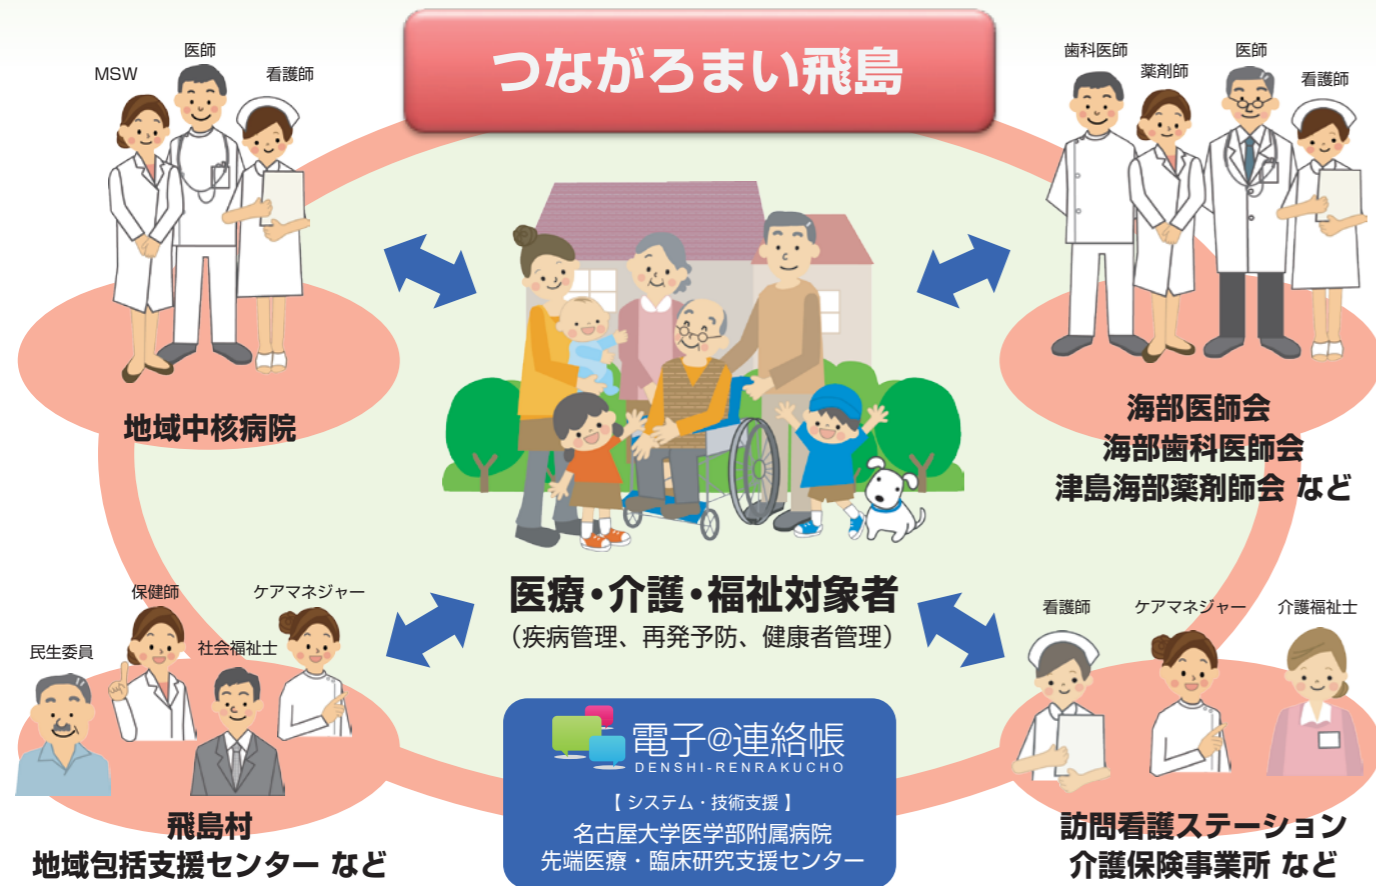 つながろまい飛島
MSW
医師
看護師
地域中核病院
歯科医師
薬剤師
医師
看護師
海部医師会
海部歯科医師会
津島海部薬剤師会 など
医療・介護・福祉対象者
（疾病管理、再発予防、健康者管理）
民生委員
保健師
社会福祉士
ケアマネジャー
飛島村
地域包括支援センター など
看護師
ケアマネジャー
介護福祉士
訪問看護ステーション
介護保険事業所 など
電子@連絡帳
DENSHI-RENRAKUCHO
【 システム・技術支援 】
名古屋大学医学部附属病院
先端医療・臨床研究支援センター